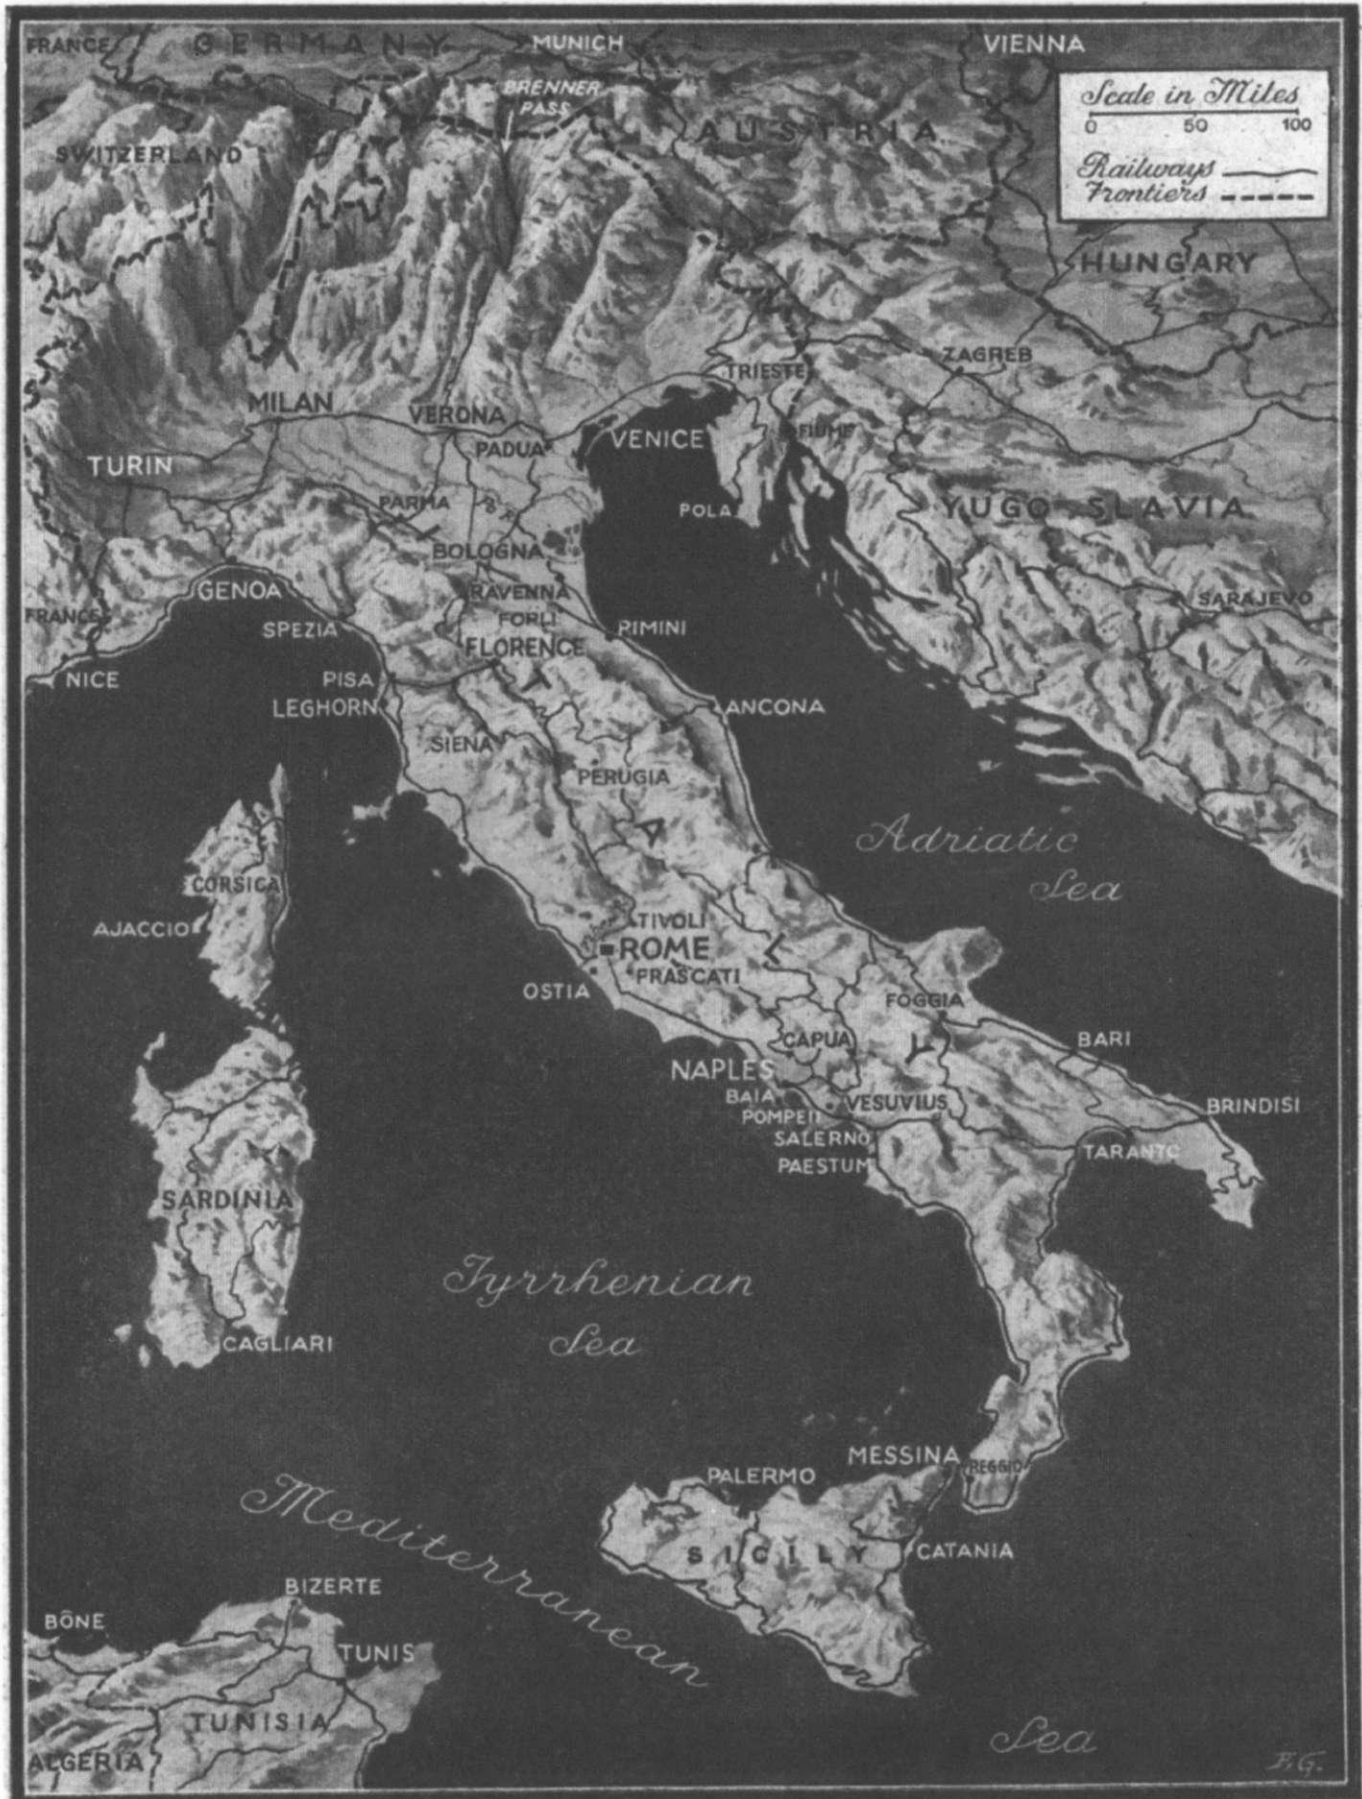 FRANCE
GERMANY
MUNICH
VIENNA
BRENNER
PASS
Scale in Miles
0 50 100
Railways
Frontiers
SWITZERLAND
AUSTRIA
HUNGARY
ZAGREB
TRIESTE
MILAN
VERONA
FIUME
VENICE
PADUA
TURIN
PARMA
POLA
YUGO SLAVIA
BOLOGNA
GENOA
RAVENNA
SARAJEVO
FRANCE
FORLI
SPEZIA
RIMINI
FLORENCE
NICE
PISA
LEGHORN
ANCONA
SIENA
PERUGIA
ITALY
Adriatic
Sea
CORSICA
AJACCIO
TIVOLI
ROME
FRASCATI
OSTIA
FOGGIA
CAPUA
BARI
NAPLES
BAIA
VESUVIUS
POMPEII
BRINDISI
SALERNO
TARANTO
PAESTUM
SARDINIA
Tyrrhenian
Sea
CAGLIARI
MESSINA
REGGIO
PALERMO
SICILY
CATANIA
Mediterranean
Sea
BIZERTE
BÔNE
TUNIS
TUNISIA
ALGERIA